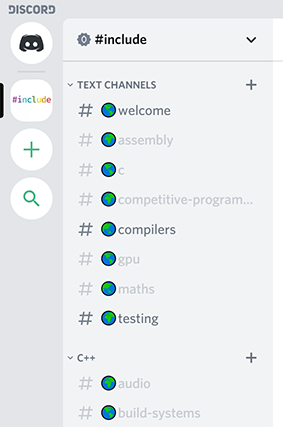 DISCORD
#include
#include
TEXT CHANNELS
# welcome
# assembly
# c
# competitive-program...
# compilers
# gpu
# maths
# testing
C++
# audio
# build-systems